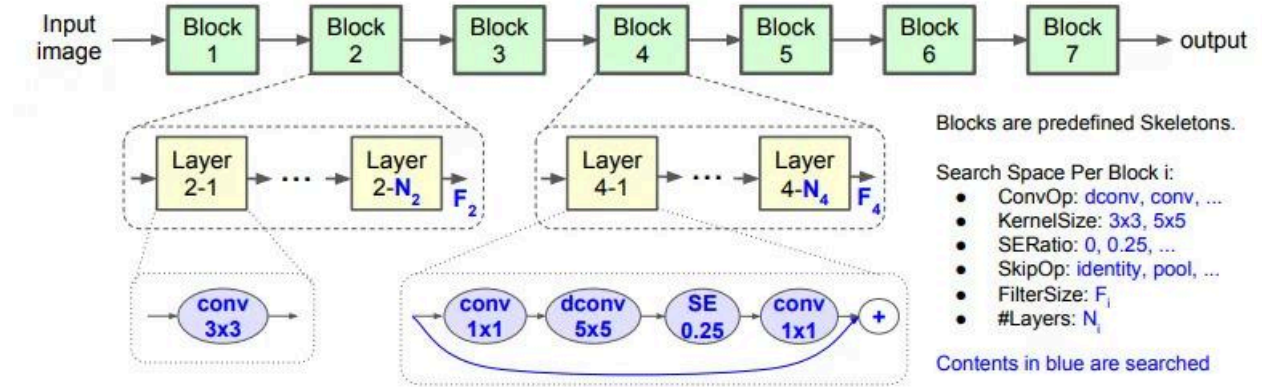 Input image
Block 1
Block 2
Block 3
Block 4
Block 5
Block 6
Block 7
output
Layer 2-1
...
Layer 2-N₂
F₂
Layer 4-1
...
Layer 4-N₄
F₄
conv 3x3
conv 1x1
dconv 5x5
SE 0.25
conv 1x1
+
Blocks are predefined Skeletons.
Search Space Per Block i:
● ConvOp: dconv, conv, ...
● KernelSize: 3x3, 5x5
● SERatio: 0, 0.25, ...
● SkipOp: identity, pool, ...
● FilterSize: Fᵢ
● #Layers: Nᵢ
Contents in blue are searched